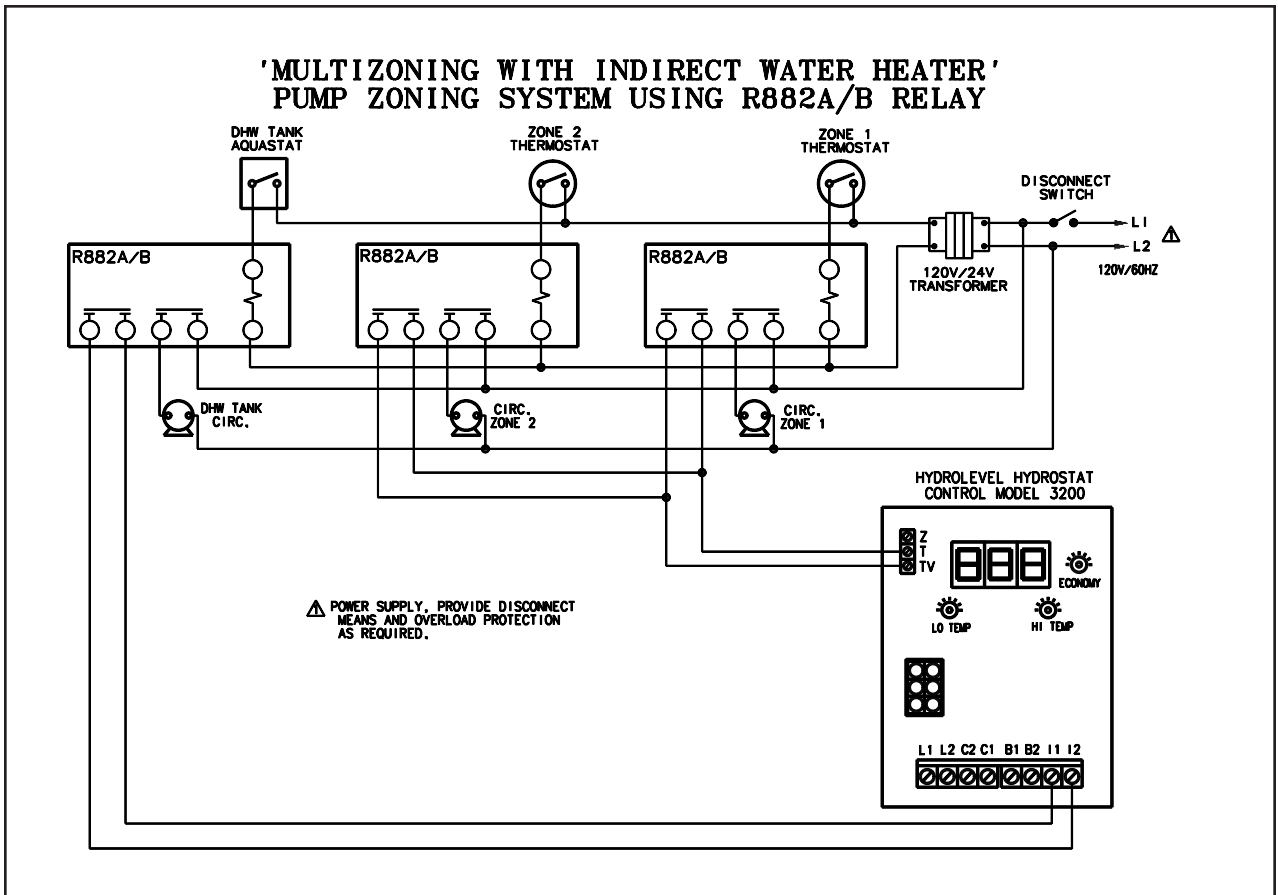 'MULTIZONING WITH INDIRECT WATER HEATER'
PUMP ZONING SYSTEM USING R882A/B RELAY
DHW TANK
AQUASTAT
ZONE 2
THERMOSTAT
ZONE 1
THERMOSTAT
DISCONNECT
SWITCH
L1
L2
120V/60HZ
120V/24V
TRANSFORMER
R882A/B
R882A/B
R882A/B
DHW TANK
CIRC.
CIRC.
ZONE 2
CIRC.
ZONE 1
HYDROLEVEL HYDROSTAT
CONTROL MODEL 3200
Z
T
TV
888
ECONOMY
LO TEMP
HI TEMP
! POWER SUPPLY, PROVIDE DISCONNECT
MEANS AND OVERLOAD PROTECTION
AS REQUIRED.
L1 L2 C2 C1 B1 B2 I1 I2